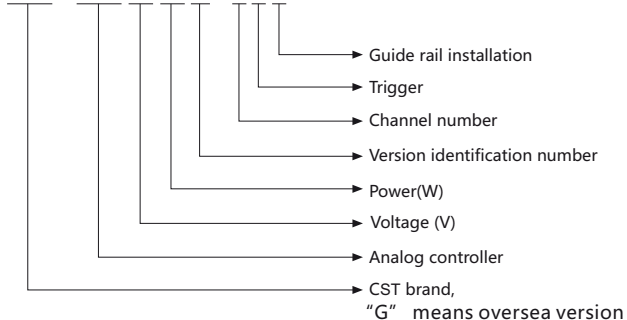 Guide rail installation
Trigger
Channel number
Version identification number
Power(W)
Voltage (V)
Analog controller
CST brand,
“G” means oversea version